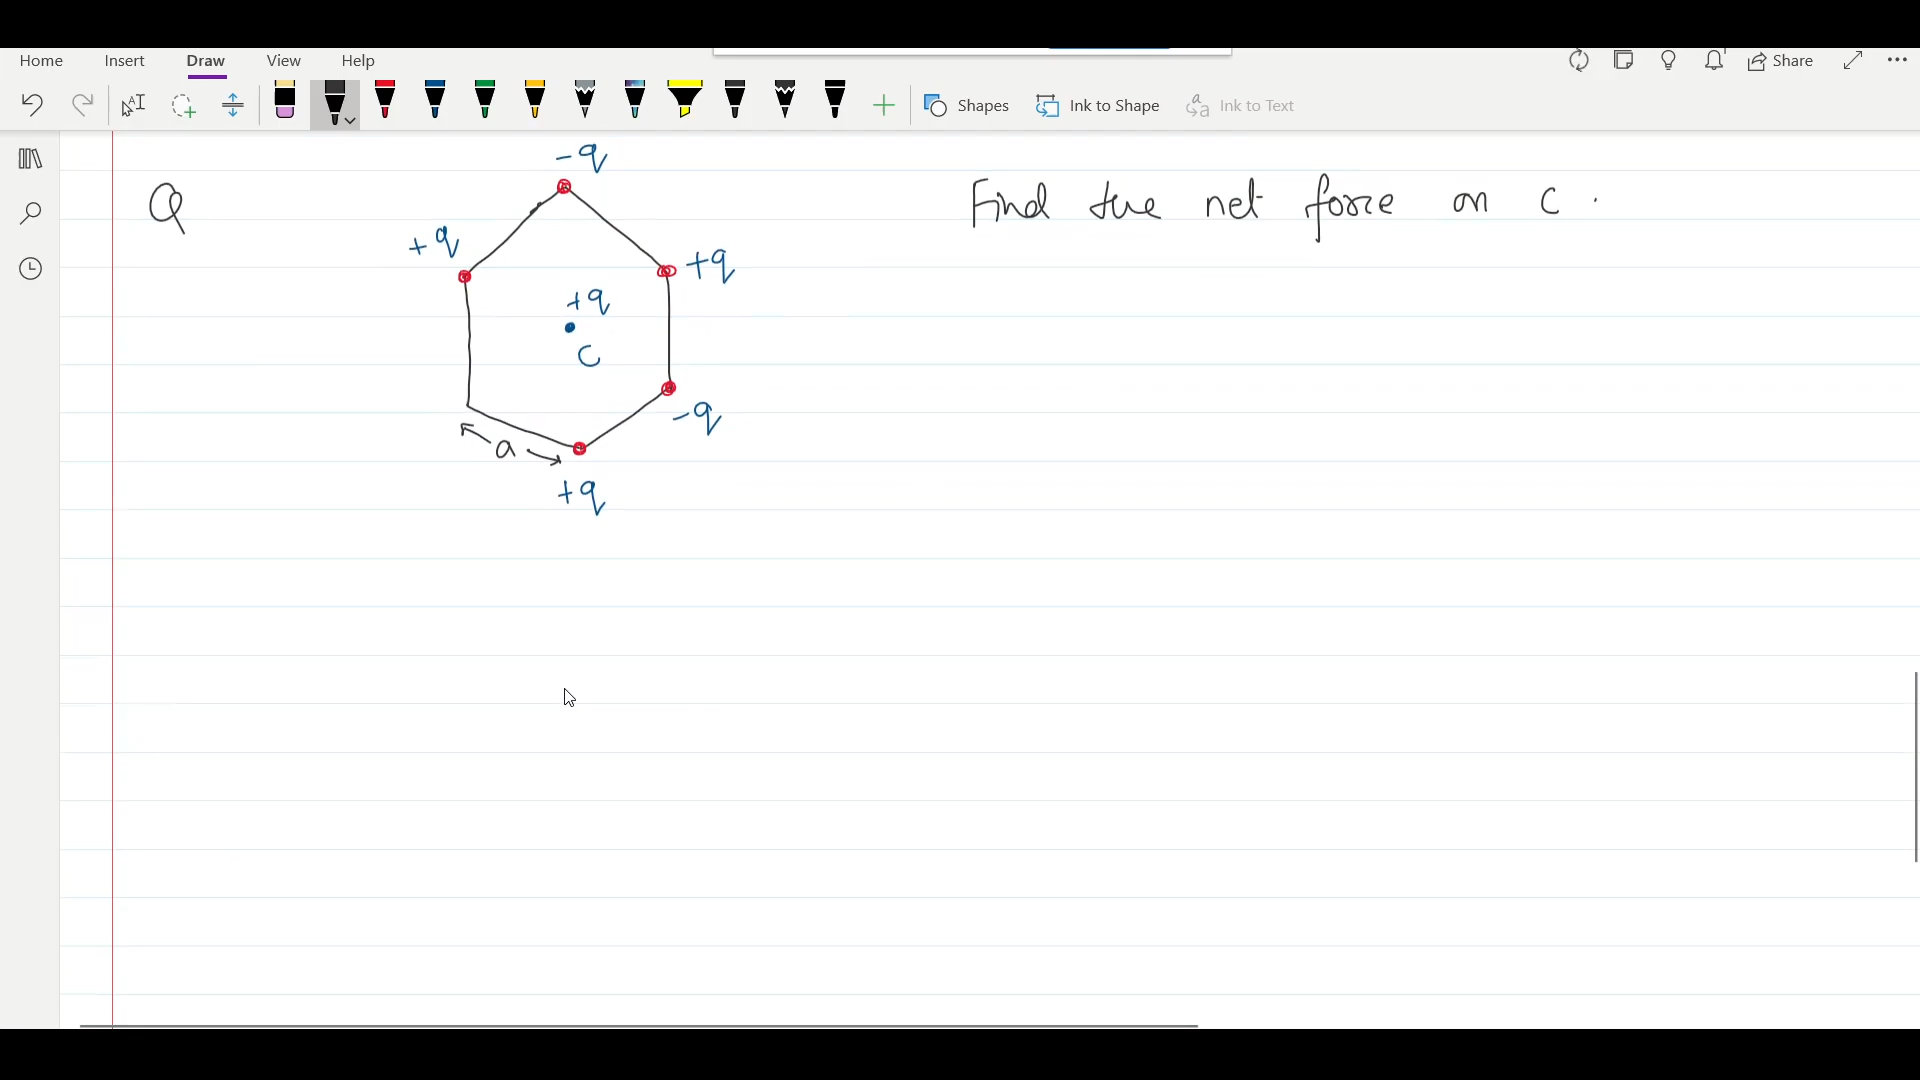 Home Insert Draw View Help Share
Shapes Ink to Shape Ink to Text
-q
Q Find the net force on C.
+q
+q
+q
C
-q
a
+q